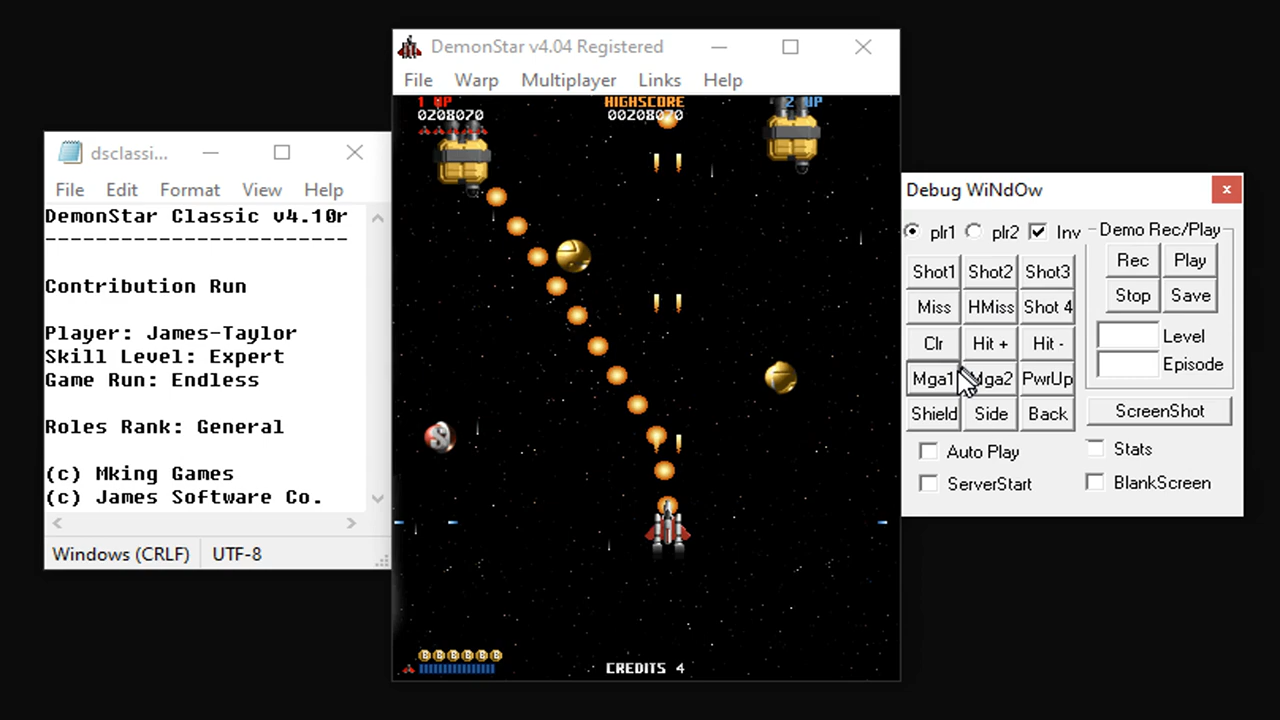 dsclassi...
File Edit Format View Help
DemonStar Classic v4.10r
------------------------
Contribution Run
Player: James-Taylor
Skill Level: Expert
Game Run: Endless
Roles Rank: General
(c) Mking Games
(c) James Software Co.
Windows (CRLF) UTF-8
DemonStar v4.04 Registered
File Warp Multiplayer Links Help
1 UP HIGHSCORE 2 UP
0208070 00208070
S
B B B B B B
CREDITS 4
Debug WiNdOw
plr1 plr2 Inv Demo Rec/Play
Shot1 Shot2 Shot3 Rec Play
Miss HMiss Shot 4 Stop Save
Clr Hit + Hit - Level
Mga1 Mga2 PwrUp Episode
Shield Side Back ScreenShot
Auto Play Stats
ServerStart BlankScreen